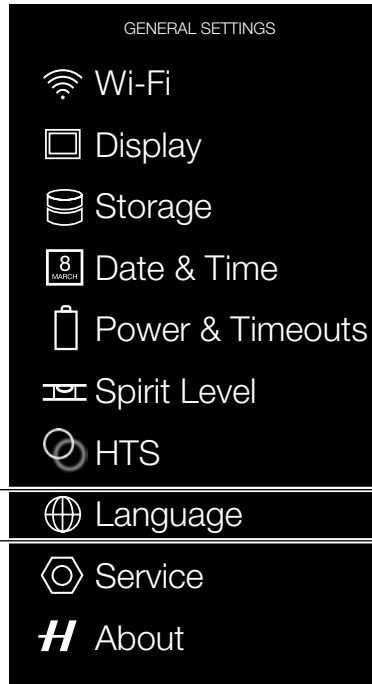 GENERAL SETTINGS
Wi-Fi
Display
Storage
8
MARCH
Date & Time
Power & Timeouts
Spirit Level
HTS
Language
Service
H About